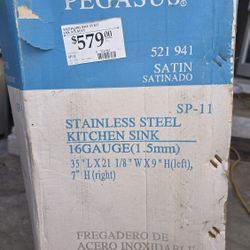 PEGASUS®
$579.00
521 941
SATIN
SATINADO
SP-11
STAINLESS STEEL
KITCHEN SINK
16GAUGE(1.5mm)
35"L X21 1/8"W X9"H(left),
7"H(right)
FREGADERO DE
ACERO INOXIDABLE